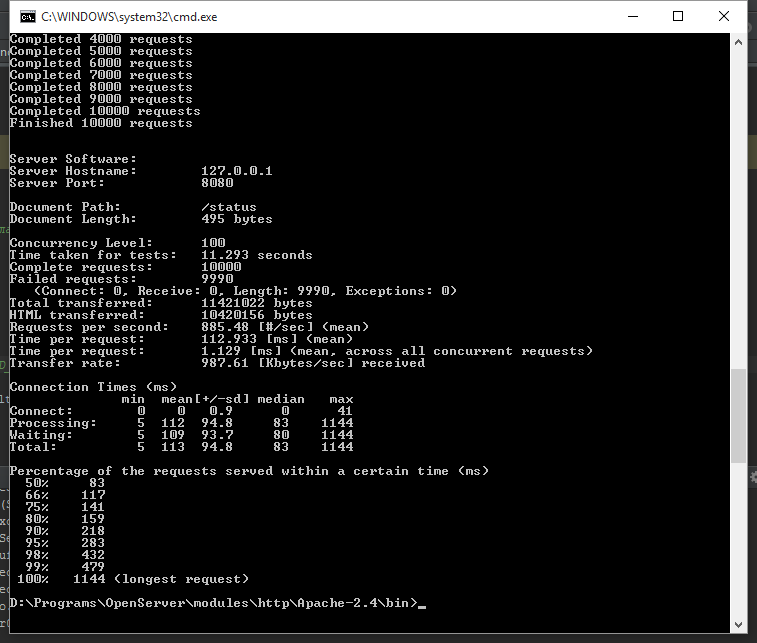 C:\WINDOWS\system32\cmd.exe
Completed 4000 requests
Completed 5000 requests
Completed 6000 requests
Completed 7000 requests
Completed 8000 requests
Completed 9000 requests
Completed 10000 requests
Finished 10000 requests
Server Software:
Server Hostname: 127.0.0.1
Server Port: 8080
Document Path: /status
Document Length: 495 bytes
Concurrency Level: 100
Time taken for tests: 11.293 seconds
Complete requests: 10000
Failed requests: 9990
(Connect: 0, Receive: 0, Length: 9990, Exceptions: 0)
Total transferred: 11421022 bytes
HTML transferred: 10420156 bytes
Requests per second: 885.48 [#/sec] (mean)
Time per request: 112.933 [ms] (mean)
Time per request: 1.129 [ms] (mean, across all concurrent requests)
Transfer rate: 987.61 [Kbytes/sec] received
Connection Times (ms)
min mean[+/-sd] median max
Connect: 0 0 0.9 0 41
Processing: 5 112 94.8 83 1144
Waiting: 5 109 93.7 80 1144
Total: 5 113 94.8 83 1144
Percentage of the requests served within a certain time (ms)
50% 83
66% 117
75% 141
80% 159
90% 218
95% 283
98% 432
99% 479
100% 1144 (longest request)
D:\Programs\OpenServer\modules\http\Apache-2.4\bin>_